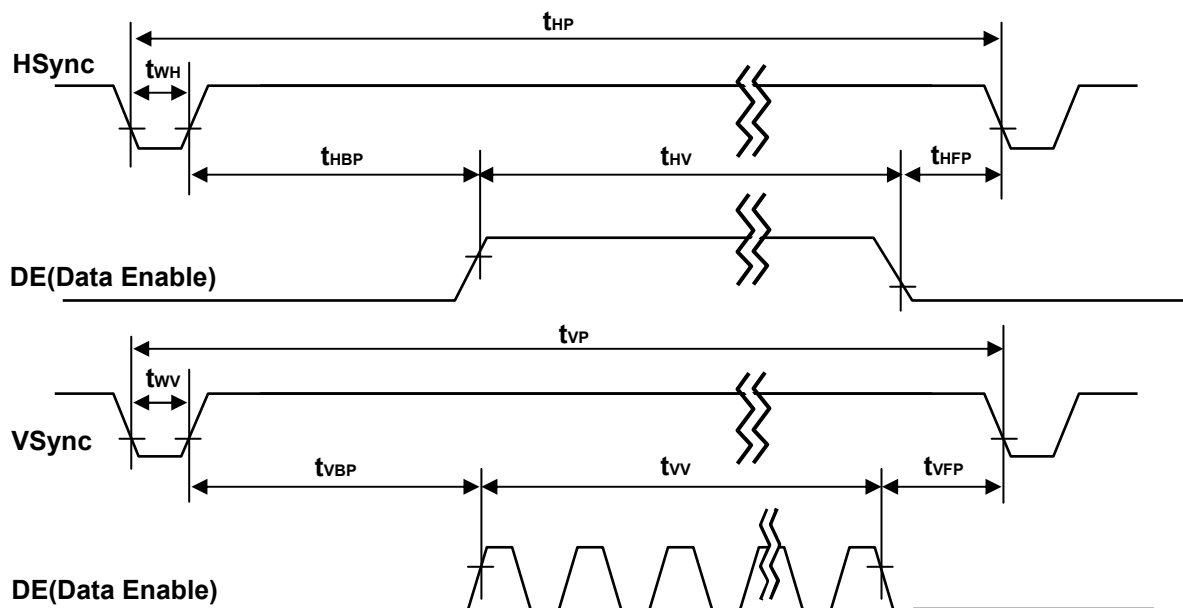 tHP
HSync
tWH
tHBP
tHV
tHFP
DE(Data Enable)
tVP
tWV
VSync
tVBP
tVV
tVFP
DE(Data Enable)